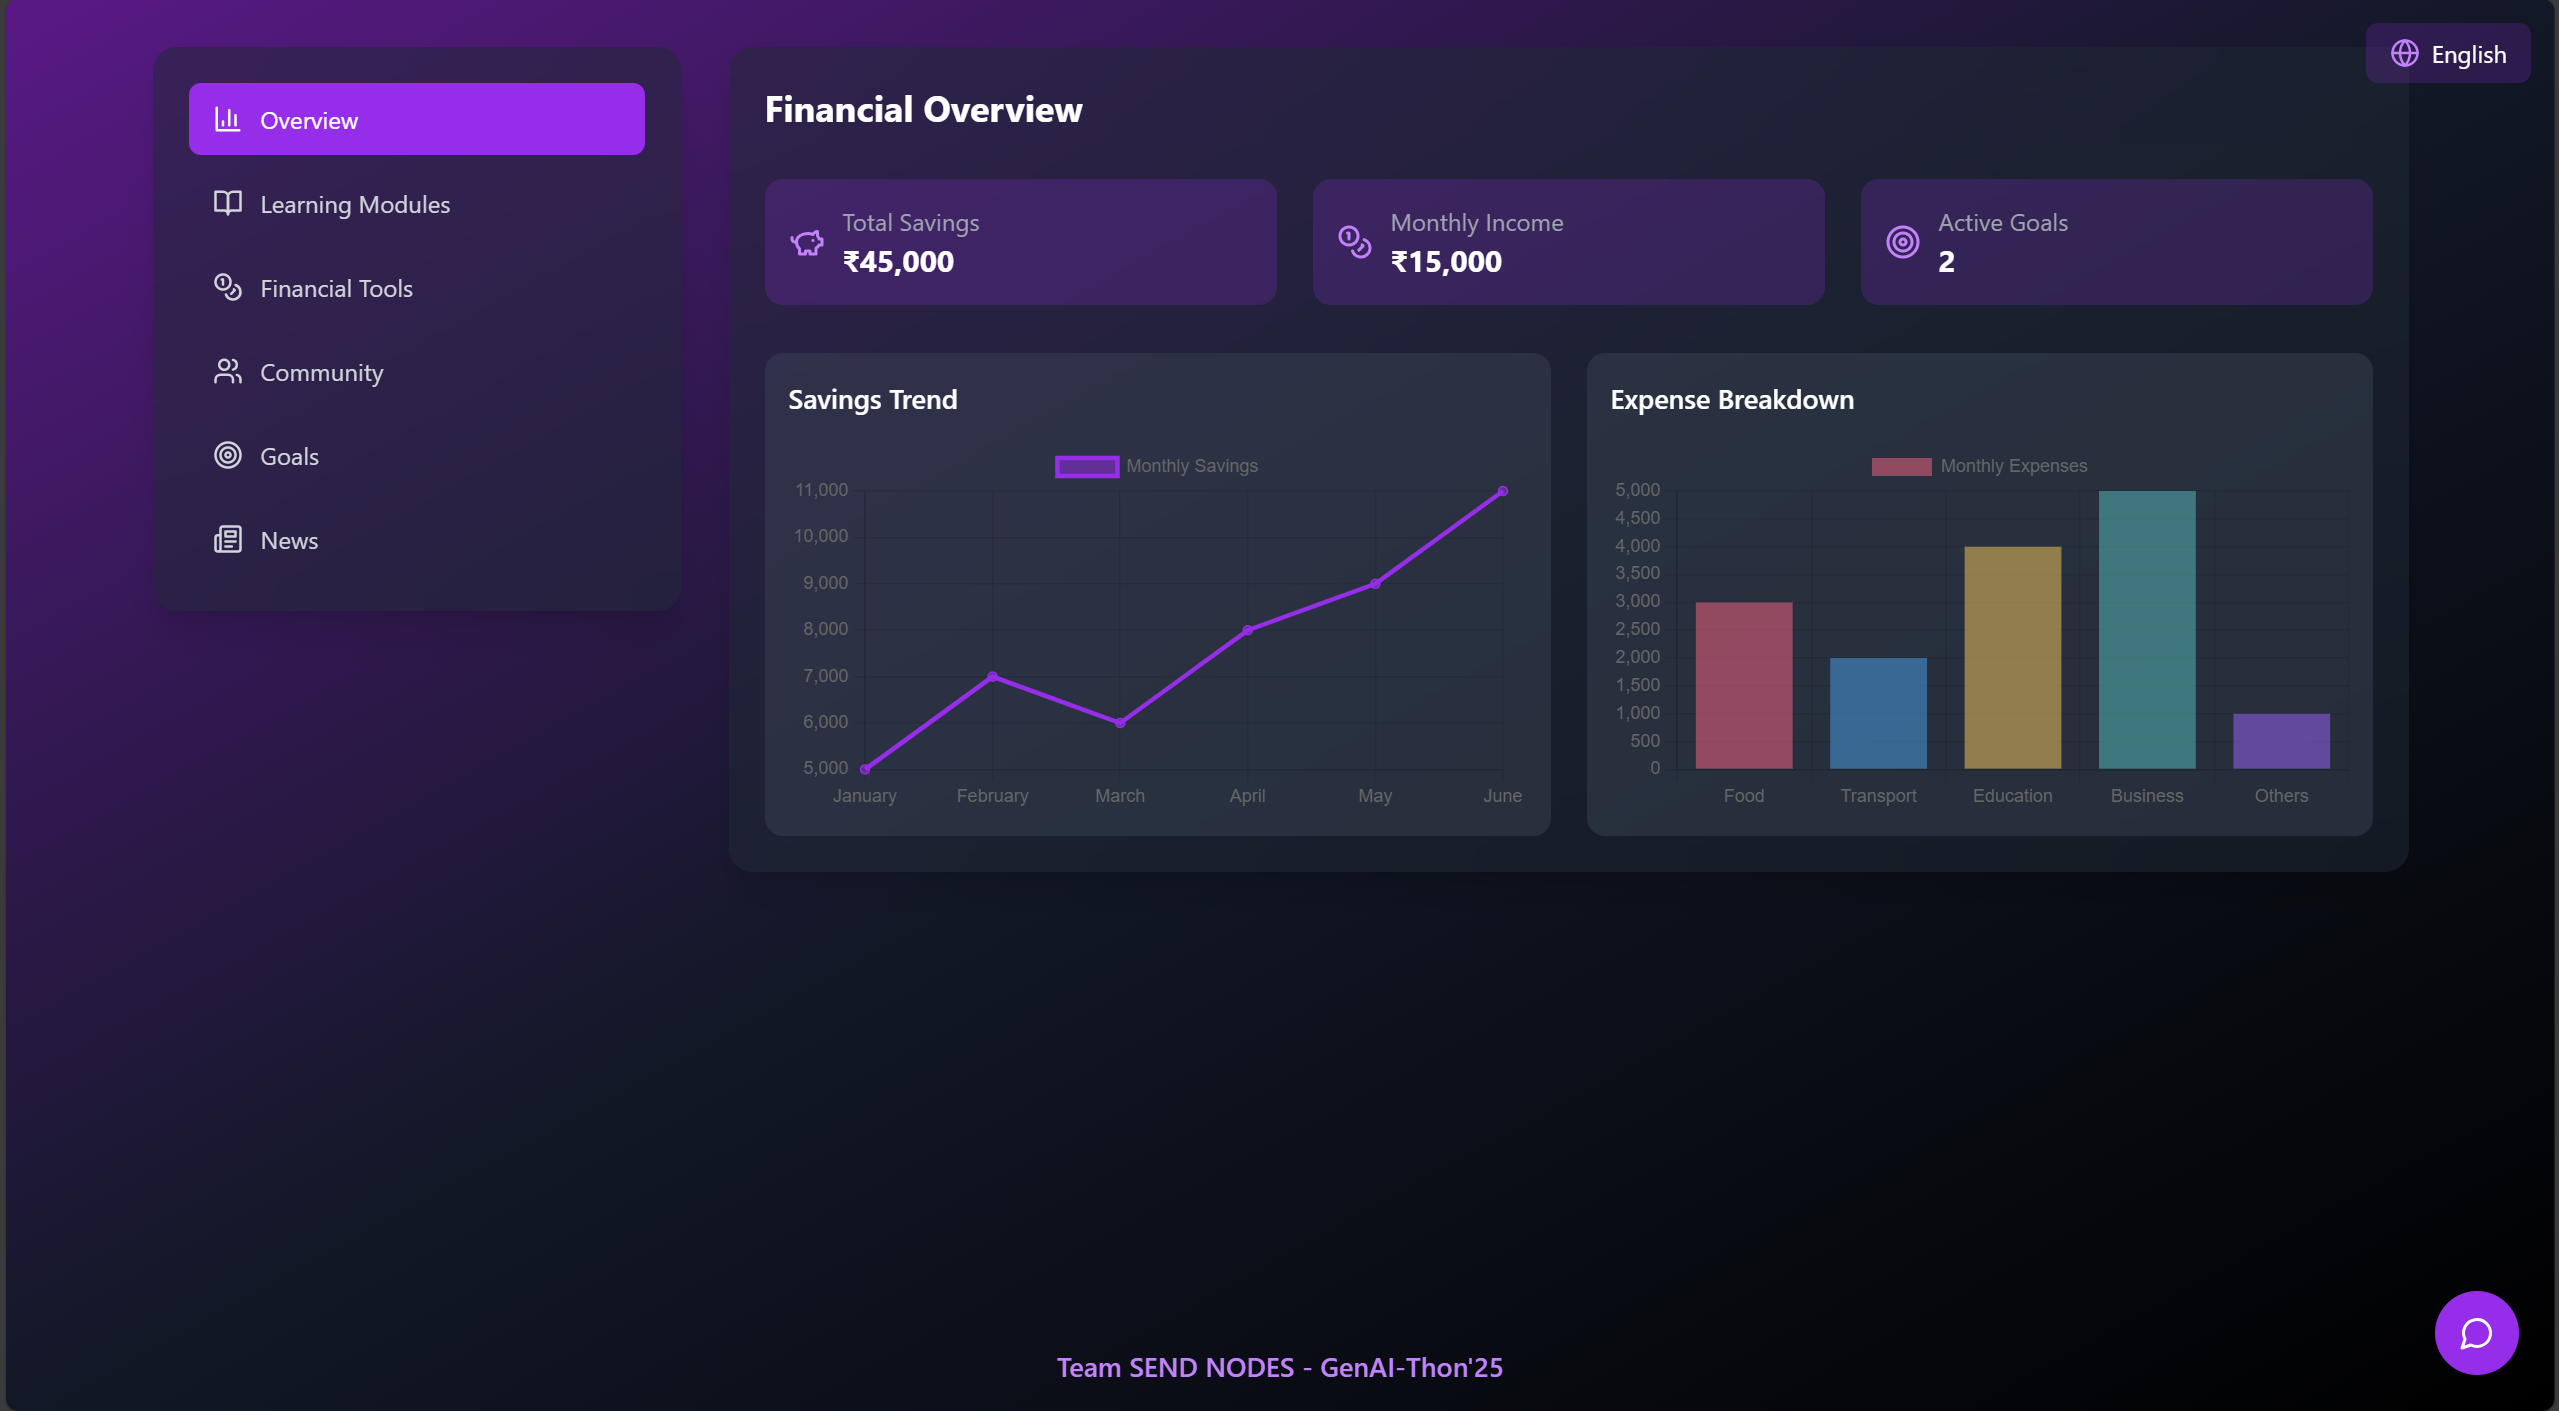 English
Overview
Learning Modules
Financial Tools
Community
Goals
News
Financial Overview
Total Savings
₹45,000
Monthly Income
₹15,000
Active Goals
2
Savings Trend
Monthly Savings
11,000
10,000
9,000
8,000
7,000
6,000
5,000
January February March April May June
Expense Breakdown
Monthly Expenses
5,000
4,500
4,000
3,500
3,000
2,500
2,000
1,500
1,000
500
0
Food Transport Education Business Others
Team SEND NODES - GenAI-Thon'25